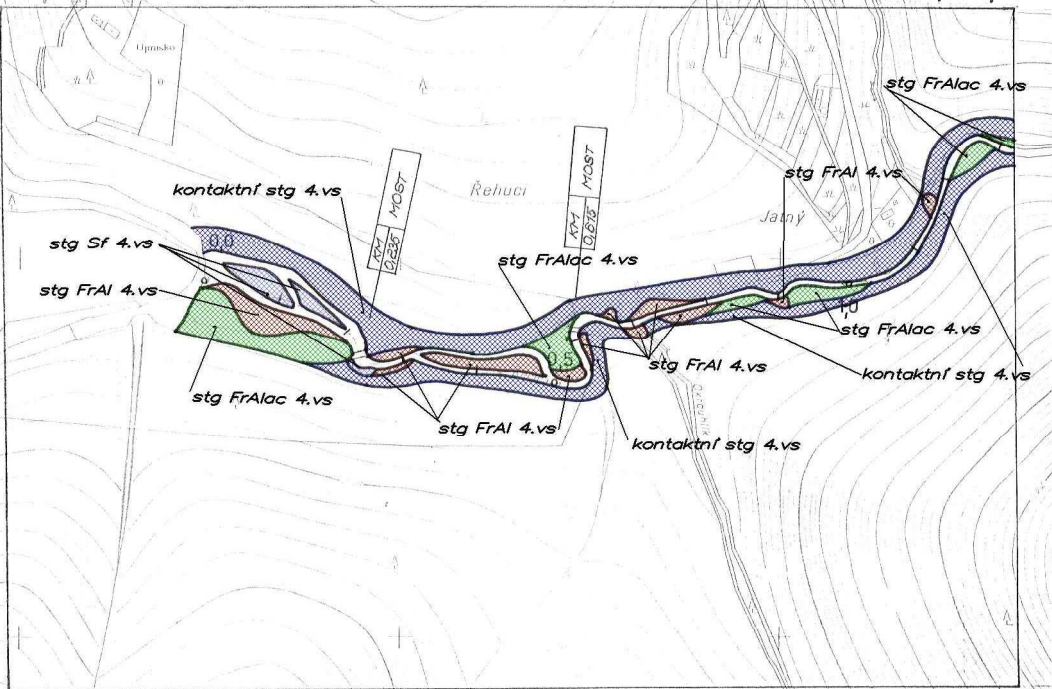 Úprnsko
stg FrAlac 4.vs
kontaktní stg 4.vs
KM MOST
0,235
Řehuci
KM MOST
0,615
stg FrAl 4.vs
Jatný
stg Sf 4.vs
0,0
stg FrAl 4.vs
stg FrAlac 4.vs
0,5
1,0
stg FrAlac 4.vs
stg FrAl 4.vs
kontaktní stg 4.vs
stg FrAlac 4.vs
stg FrAl 4.vs
kontaktní stg 4.vs